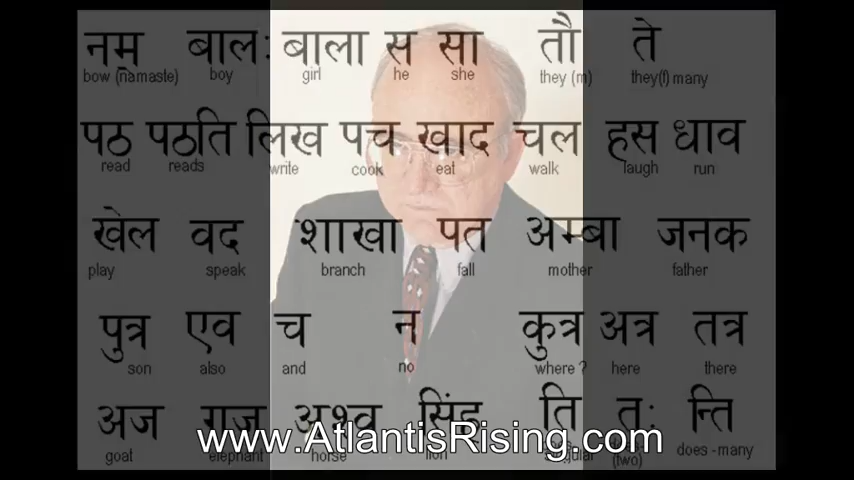 नम बालः बाला स सा तौ ते
bow (namaste) boy girl he she they (m) they(f) many
पठ पठति लिख पच खाद चल हस धाव
read reads write cook eat walk laugh run
खेल वद शाखा पत अम्बा जनक
play speak branch fall mother father
पुत्र एव च न कुत्र अत्र तत्र
son also and no where ? here there
अज गज अश्व सिंह ति तः न्ति
www.AtlantisRising.com
goat elephant horse lion (two) does-many